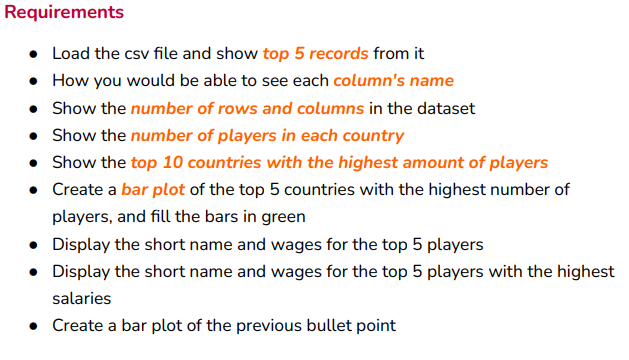 Requirements
● Load the csv file and show top 5 records from it
● How you would be able to see each column's name
● Show the number of rows and columns in the dataset
● Show the number of players in each country
● Show the top 10 countries with the highest amount of players
● Create a bar plot of the top 5 countries with the highest number of
players, and fill the bars in green
● Display the short name and wages for the top 5 players
● Display the short name and wages for the top 5 players with the highest
salaries
● Create a bar plot of the previous bullet point